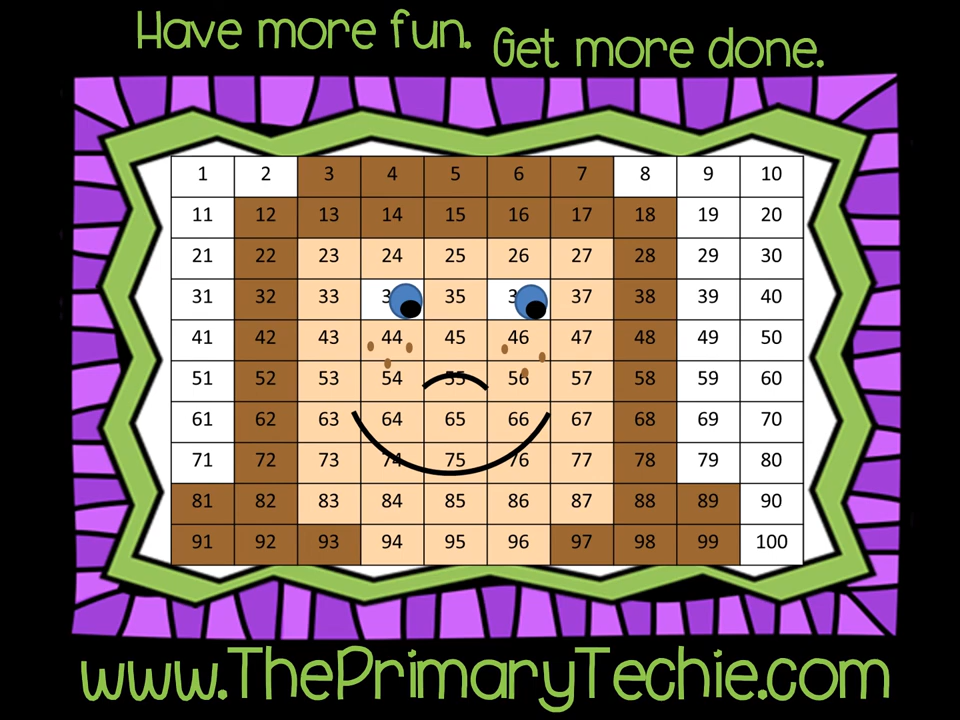 Have more fun. Get more done.
1 2 3 4 5 6 7 8 9 10
11 12 13 14 15 16 17 18 19 20
21 22 23 24 25 26 27 28 29 30
31 32 33 35 37 38 39 40
41 42 43 44 45 46 47 48 49 50
51 52 53 54 55 56 57 58 59 60
61 62 63 64 65 66 67 68 69 70
71 72 73 74 75 76 77 78 79 80
81 82 83 84 85 86 87 88 89 90
91 92 93 94 95 96 97 98 99 100
www.ThePrimaryTechie.com